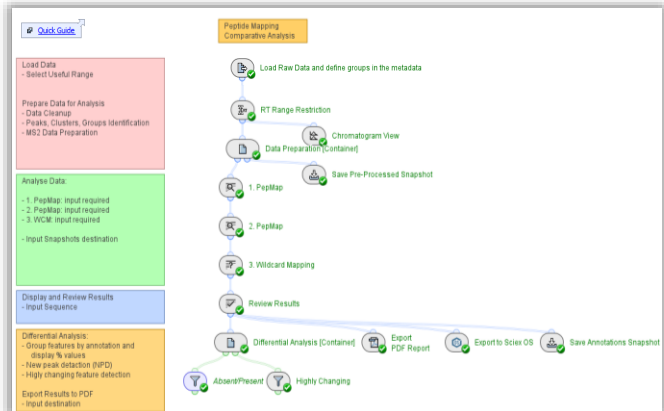 Quick Guide
Peptide Mapping
Comparative Analysis
Load Data
- Select Useful Range
Prepare Data for Analysis
- Data Cleanup
- Peaks, Clusters, Groups Identification
- MS2 Data Preparation
Analyse Data:
- 1. PepMap: input required
- 2. PepMap: input required
- 3. WCM: input required
- Input Snapshots destination
Display and Review Results
- Input Sequence
Differential Analysis:
- Group features by annotation and
display % values
- New peak detaction (NPD)
- Higly changing feature detection
Export Results to PDF
- Input destination
Load Raw Data and define groups in the metadata
RT Range Restriction
Chromatogram View
Data Preparation [Container]
Save Pre-Processed Snapshot
1. PepMap
2. PepMap
3. Wildcard Mapping
Review Results
Differential Analysis [Container]
Export
PDF Report
Export to Sciex OS
Save Annotations Snapshot
Absent/Present
Highly Changing